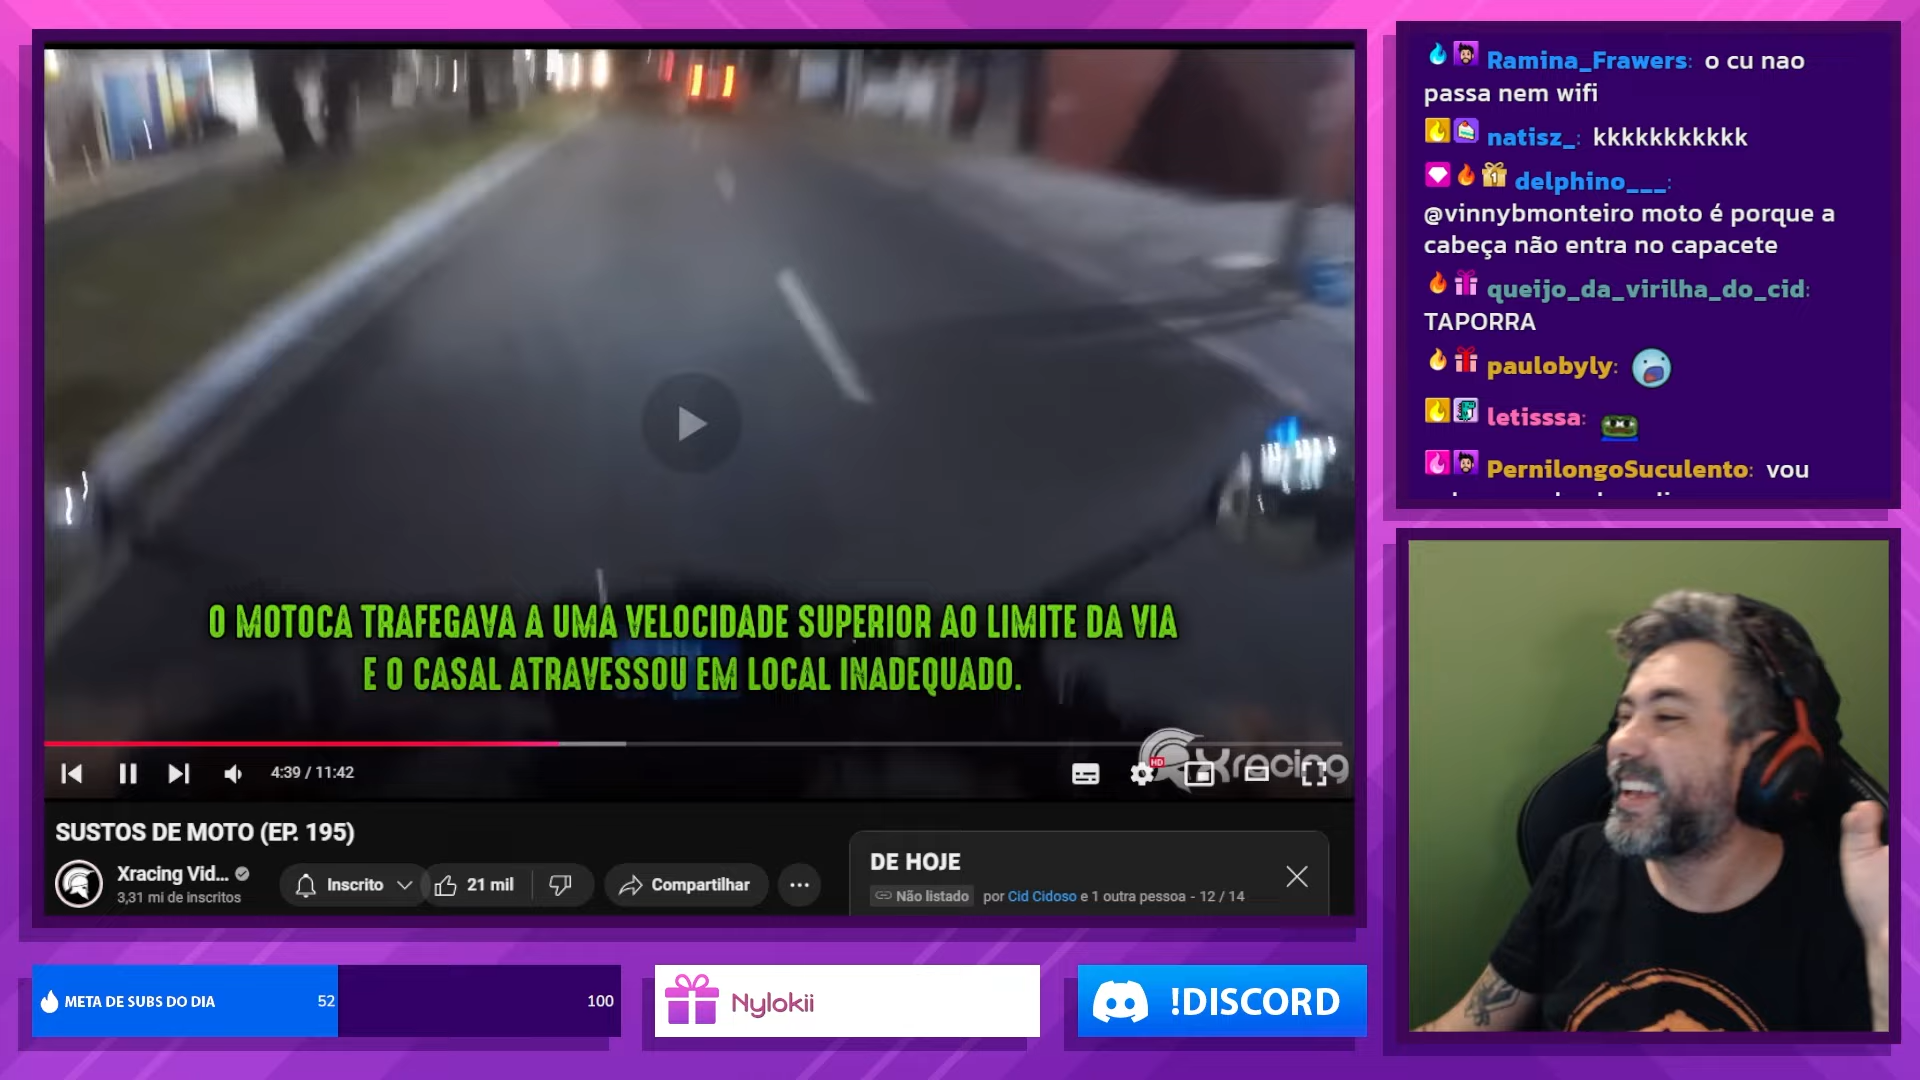 O MOTOCA TRAFEGAVA A UMA VELOCIDADE SUPERIOR AO LIMITE DA VIA
E O CASAL ATRAVESSOU EM LOCAL INADEQUADO.
Xracing
HD
4:39 / 11:42
SUSTOS DE MOTO (EP. 195)
Xracing Vid...
3,31 mi de inscritos
Inscrito
21 mil
Compartilhar
DE HOJE
Não listado por Cid Cidoso e 1 outra pessoa - 12 / 14
META DE SUBS DO DIA 52 100
Nylokii
!DISCORD
Ramina_Frawers: o cu nao
passa nem wifi
natisz_: kkkkkkkkkkk
1 delphino___:
@vinnybmonteiro moto é porque a
cabeça não entra no capacete
queijo_da_virilha_do_cid:
TAPORRA
paulobyly:
letisssa:
PernilongoSuculento: vou